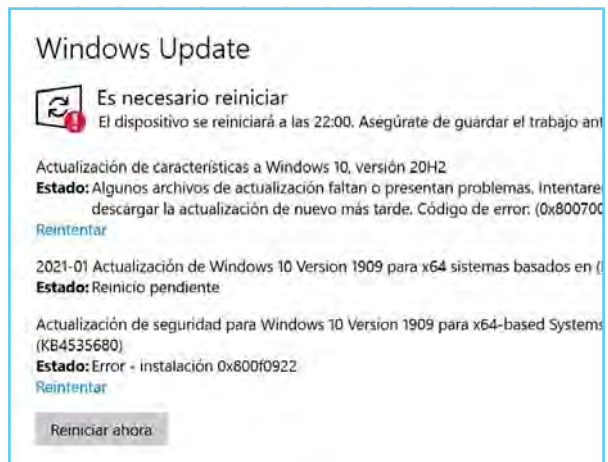 Windows Update
Es necesario reiniciar
El dispositivo se reiniciará a las 22:00. Asegúrate de guardar el trabajo ant
Actualización de características a Windows 10, versión 20H2
Estado: Algunos archivos de actualización faltan o presentan problemas. Intentare
descargar la actualización de nuevo más tarde. Código de error: (0x800700
Reintentar
2021-01 Actualización de Windows 10 Version 1909 para x64 sistemas basados en (
Estado: Reinicio pendiente
Actualización de seguridad para Windows 10 Version 1909 para x64-based Systems
(KB4535680)
Estado: Error - instalación 0x800f0922
Reintentar
Reiniciar ahora